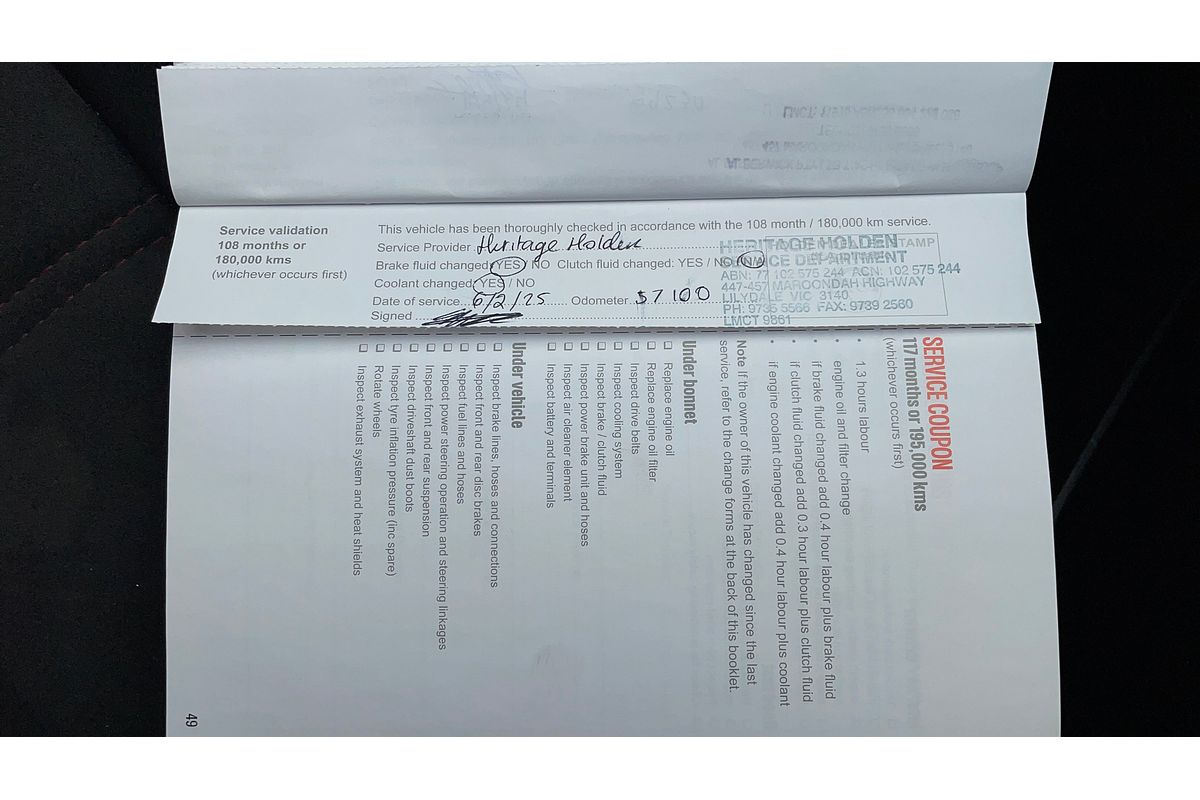 Service validation
108 months or
180,000 kms
(whichever occurs first)
This vehicle has been thoroughly checked in accordance with the 108 month / 180,000 km service.
Service Provider Heritage Holden
Brake fluid changed: YES / NO Clutch fluid changed: YES / NO / N/A
Coolant changed: YES / NO
Date of service 6/2/25 Odometer 57100
Signed
HERITAGE HOLDEN
SERVICE DEPARTMENT
ABN: 77 102 575 244 ACN: 102 575 244
447-457 MAROONDAH HIGHWAY
LILYDALE VIC 3140
PH: 9735 5566 FAX: 9739 2560
LMCT 9861
STAMP
SERVICE COUPON
117 months or 195,000 kms
(whichever occurs first)
• 1.3 hours labour
• engine oil and filter change
• if brake fluid changed add 0.4 hour labour plus brake fluid
• if clutch fluid changed add 0.3 hour labour plus clutch fluid
• if engine coolant changed add 0.4 hour labour plus coolant
Note If the owner of this vehicle has changed since the last
service, refer to the change forms at the back of this booklet.
Under bonnet
❑ Replace engine oil
❑ Replace engine oil filter
❑ Inspect drive belts
❑ Inspect cooling system
❑ Inspect brake / clutch fluid
❑ Inspect power brake unit and hoses
❑ Inspect air cleaner element
❑ Inspect battery and terminals
Under vehicle
❑ Inspect brake lines, hoses and connections
❑ Inspect front and rear disc brakes
❑ Inspect fuel lines and hoses
❑ Inspect power steering operation and steering linkages
❑ Inspect front and rear suspension
❑ Inspect driveshaft dust boots
❑ Inspect tyre inflation pressure (inc spare)
❑ Rotate wheels
❑ Inspect exhaust system and heat shields
49